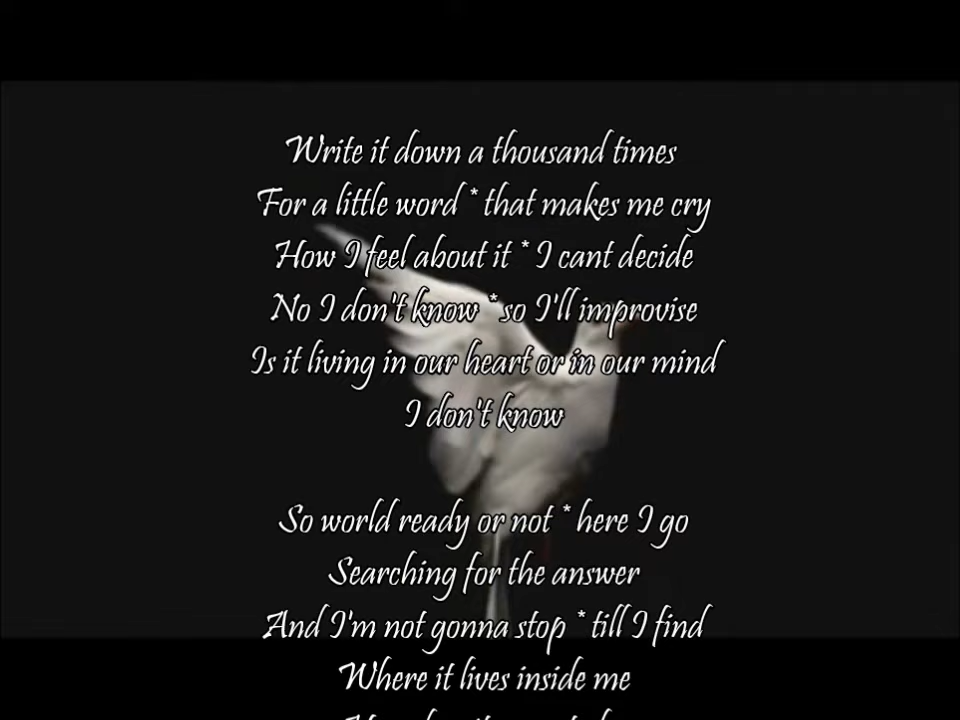 Write it down a thousand times
For a little word * that makes me cry
How I feel about it * I cant decide
No I don't know * so I'll improvise
Is it living in our heart or in our mind
I don't know
So world ready or not * here I go
Searching for the answer
And I'm not gonna stop * till I find
Where it lives inside me